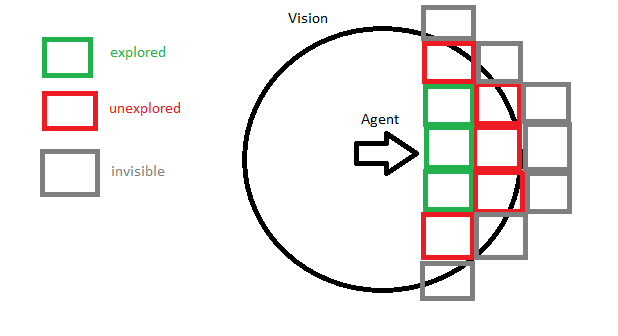 Vision
explored
unexplored
Agent
invisible